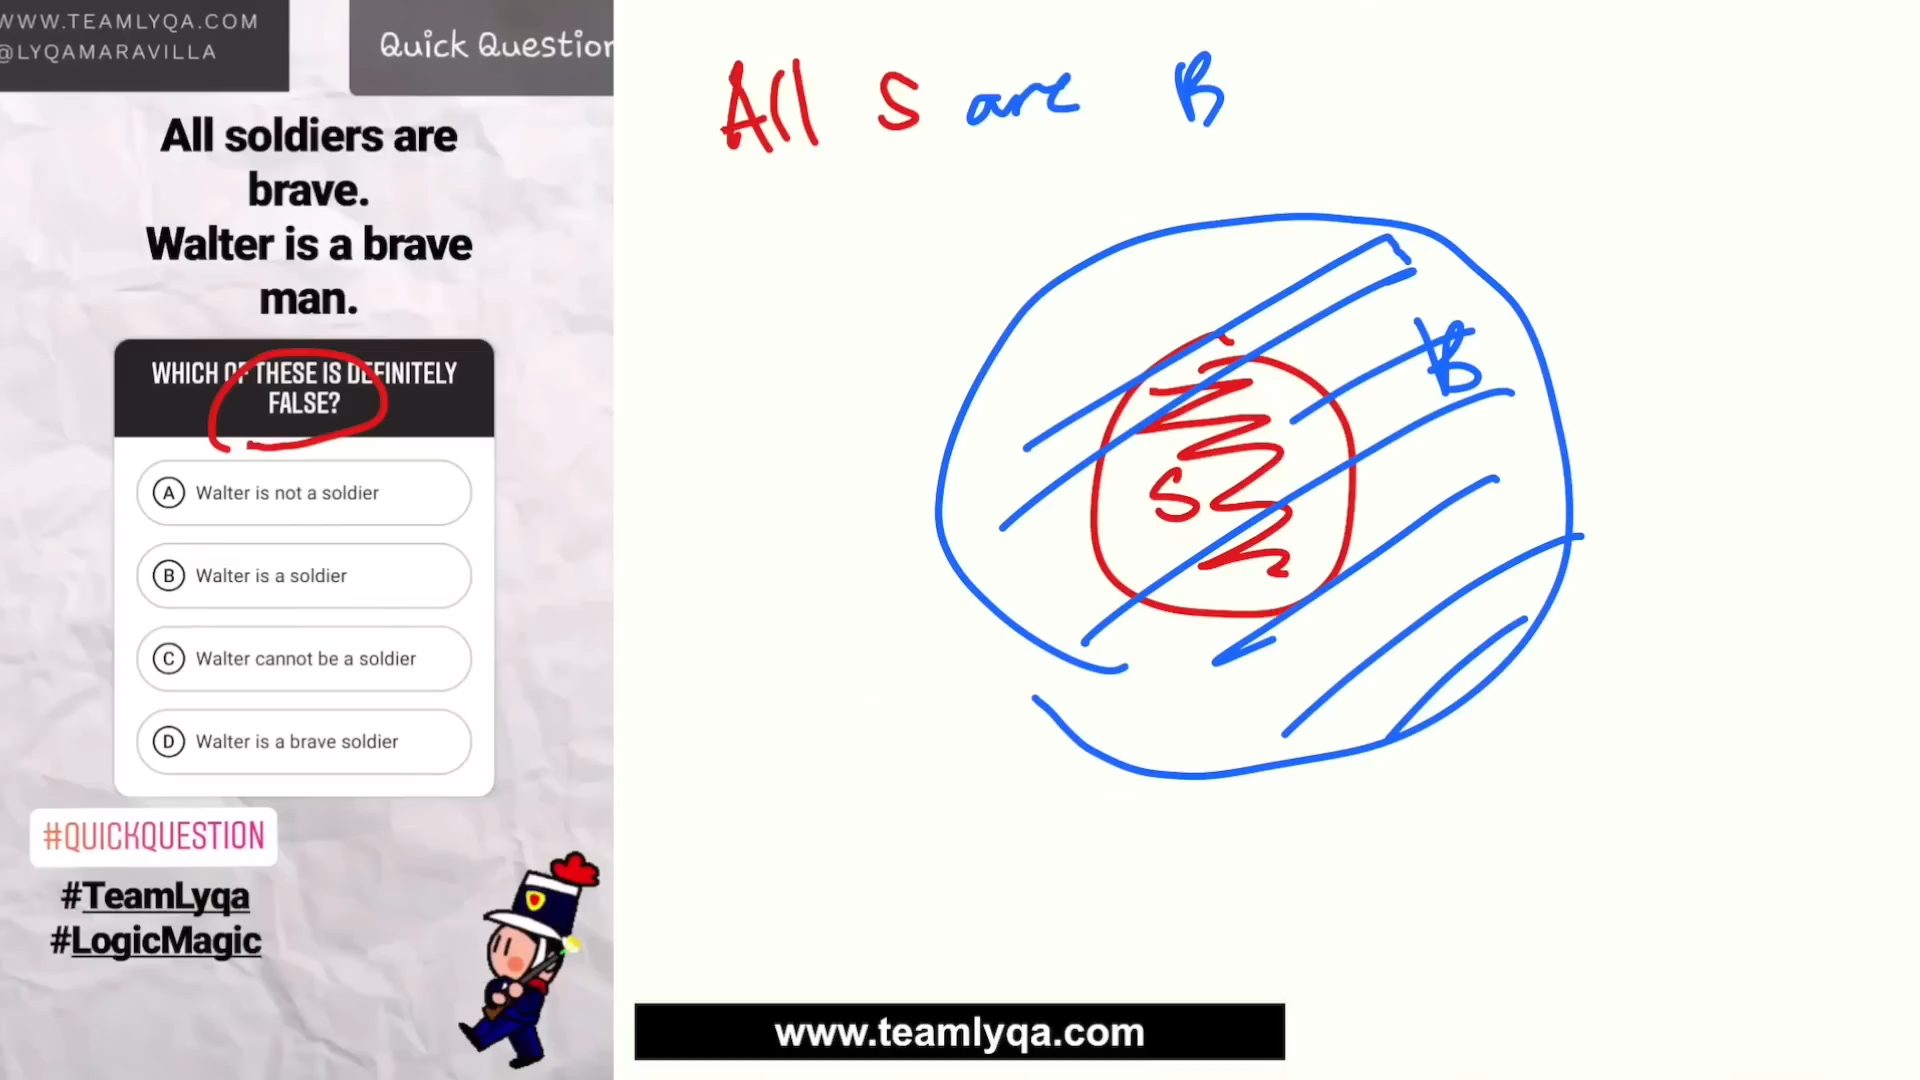 WWW.TEAMLYQA.COM
@LYQAMARAVILLA
Quick Question
All soldiers are
brave.
Walter is a brave
man.
WHICH OF THESE IS DEFINITELY
FALSE?
A Walter is not a soldier
B Walter is a soldier
C Walter cannot be a soldier
D Walter is a brave soldier
#QUICKQUESTION
#TeamLyqa
#LogicMagic
All S are B
B
S
www.teamlyqa.com